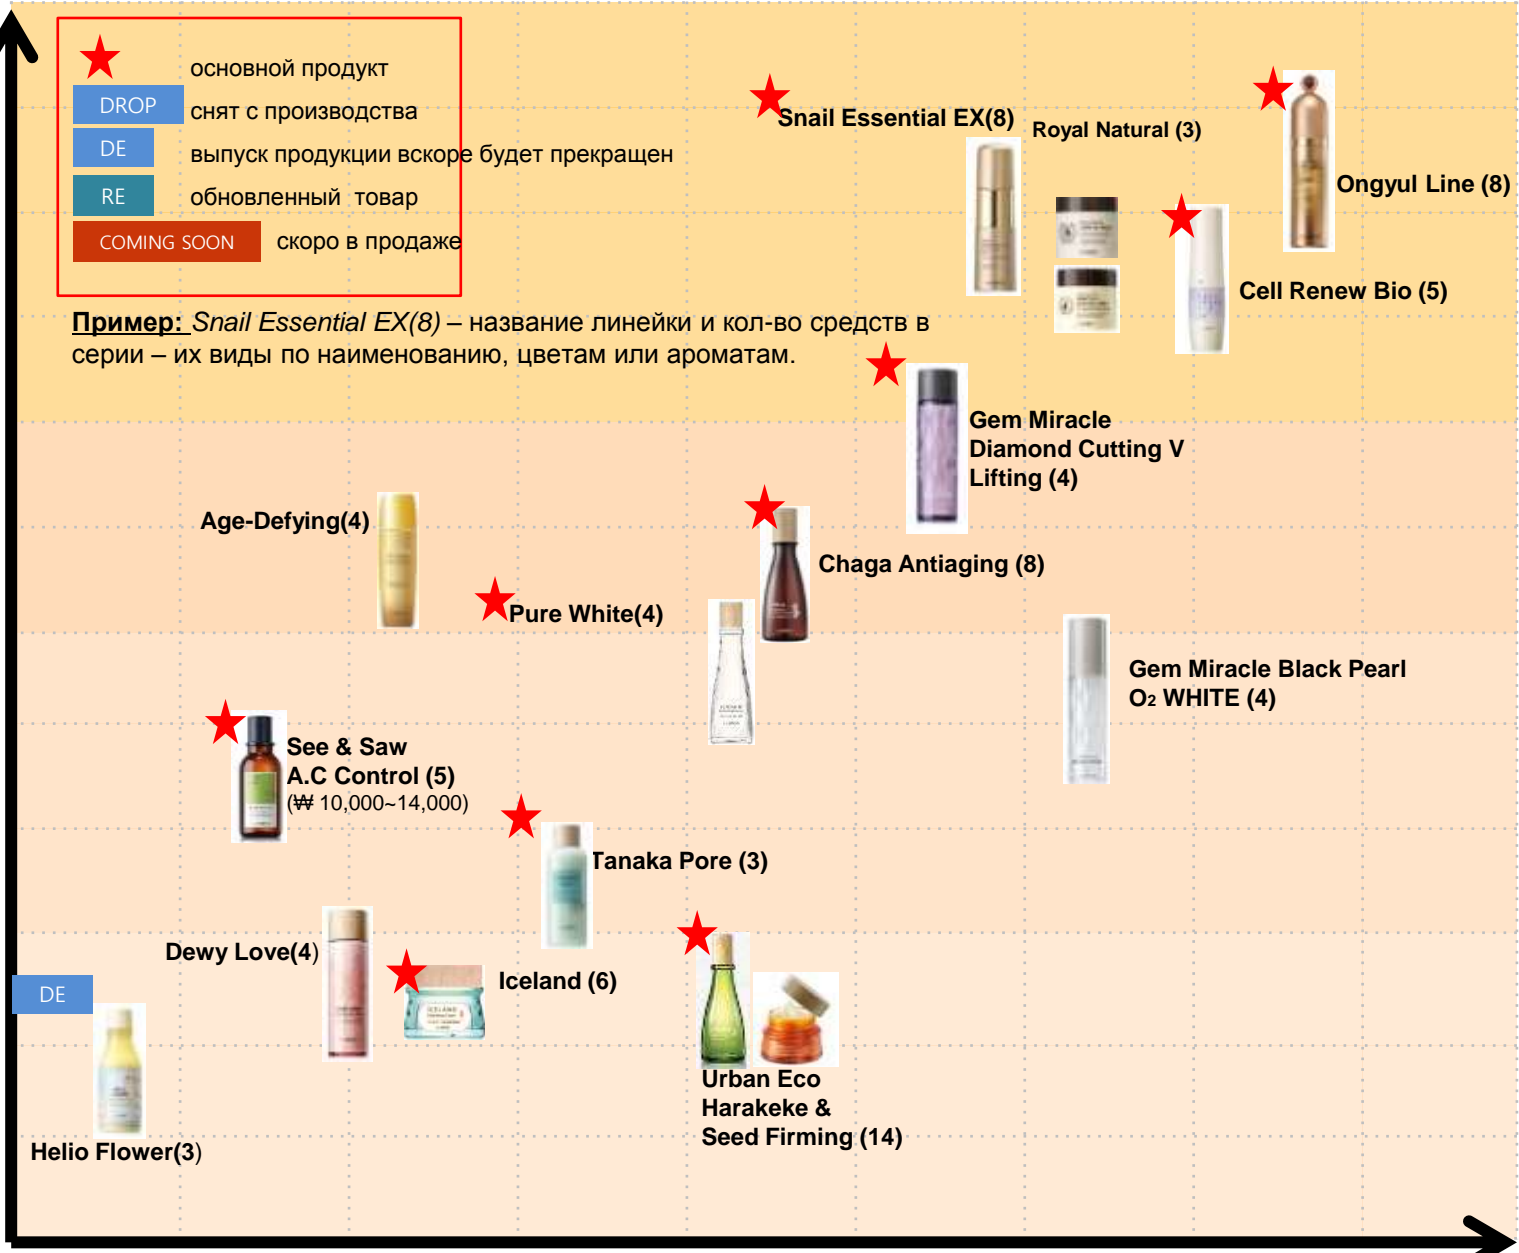 основной продукт
DROP
снят с производства
DE
выпуск продукции вскоре будет прекращен
RE
обновленный товар
COMING SOON
скоро в продаже
Пример: Snail Essential EX(8) – название линейки и кол-во средств в
серии – их виды по наименованию, цветам или ароматам.
Snail Essential EX(8)
Royal Natural (3)
Ongyul Line (8)
Cell Renew Bio (5)
Gem Miracle
Diamond Cutting V
Lifting (4)
Age-Defying(4)
Chaga Antiaging (8)
Pure White(4)
Gem Miracle Black Pearl
O2 WHITE (4)
See & Saw
A.C Control (5)
(₩ 10,000~14,000)
Tanaka Pore (3)
Dewy Love(4)
Iceland (6)
ICELAND
DE
Urban Eco
Harakeke &
Seed Firming (14)
Helio Flower(3)